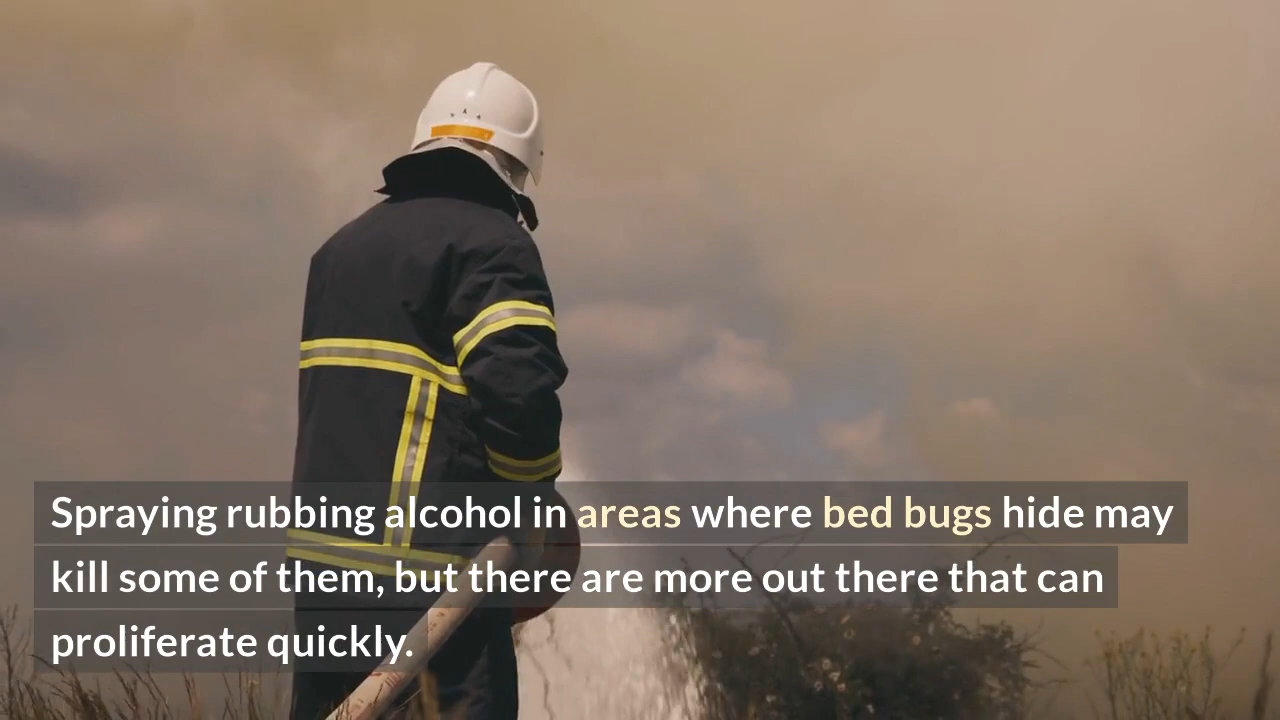 Spraying rubbing alcohol in areas where bed bugs hide may
kill some of them, but there are more out there that can
proliferate quickly.